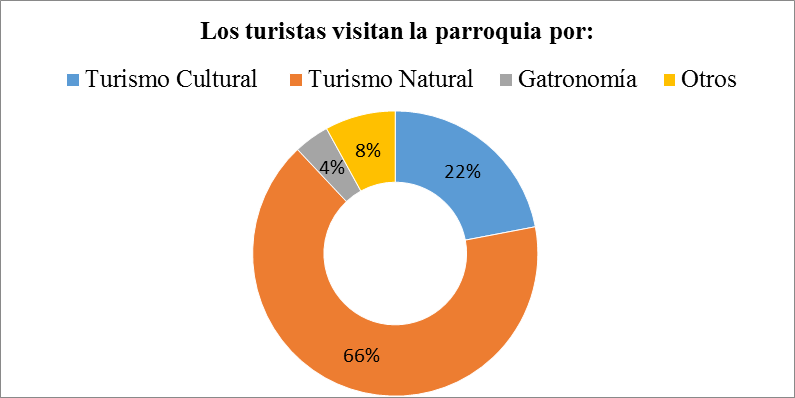 Los turistas visitan la parroquia por:
Turismo Cultural Turismo Natural Gatronomía Otros
8%
4%
22%
66%